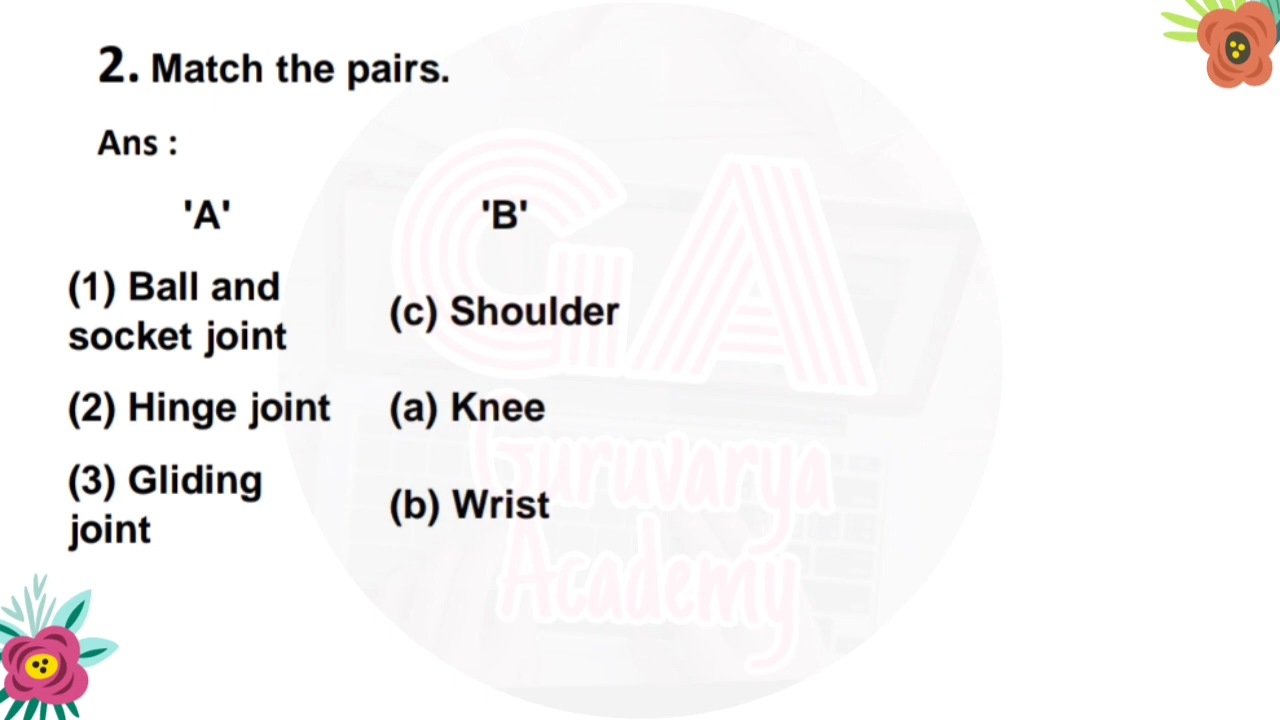 2. Match the pairs.
Ans :
'A' 'B'
(1) Ball and
socket joint
(c) Shoulder
(2) Hinge joint (a) Knee
(3) Gliding
joint
(b) Wrist
GA
Guruvarya
Academy